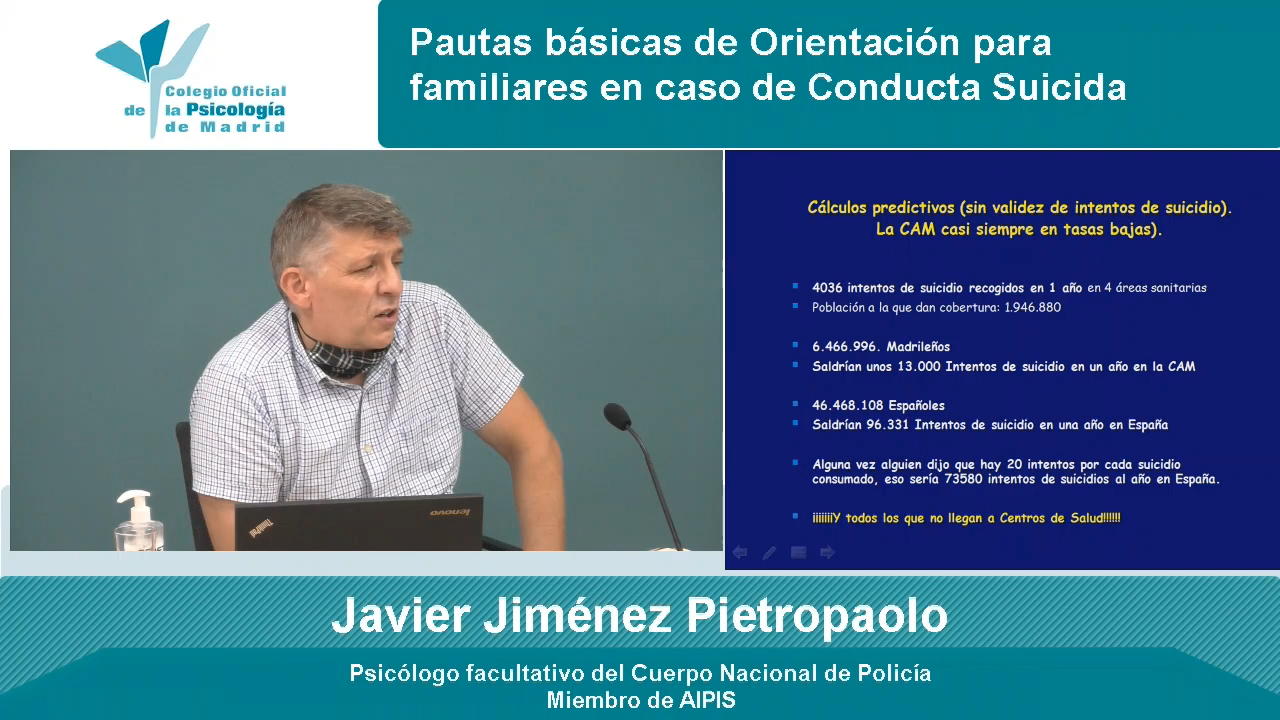 Colegio Oficial
de la Psicología
de Madrid
Pautas básicas de Orientación para
familiares en caso de Conducta Suicida
Cálculos predictivos (sin validez de intentos de suicidio).
La CAM casi siempre en tasas bajas).
4036 intentos de suicidio recogidos en 1 año en 4 áreas sanitarias
Población a la que dan cobertura: 1.946.880
6.466.996. Madrileños
Saldrían unos 13.000 Intentos de suicidio en un año en la CAM
46.468.108 Españoles
Saldrían 96.331 Intentos de suicidio en una año en España
Alguna vez alguien dijo que hay 20 intentos por cada suicidio
consumado, eso sería 73580 intentos de suicidios al año en España.
¡¡¡¡¡¡¡Y todos los que no llegan a Centros de Salud!!!!!!
lenovo
ThinkPad
Javier Jiménez Pietropaolo
Psicólogo facultativo del Cuerpo Nacional de Policía
Miembro de AIPIS